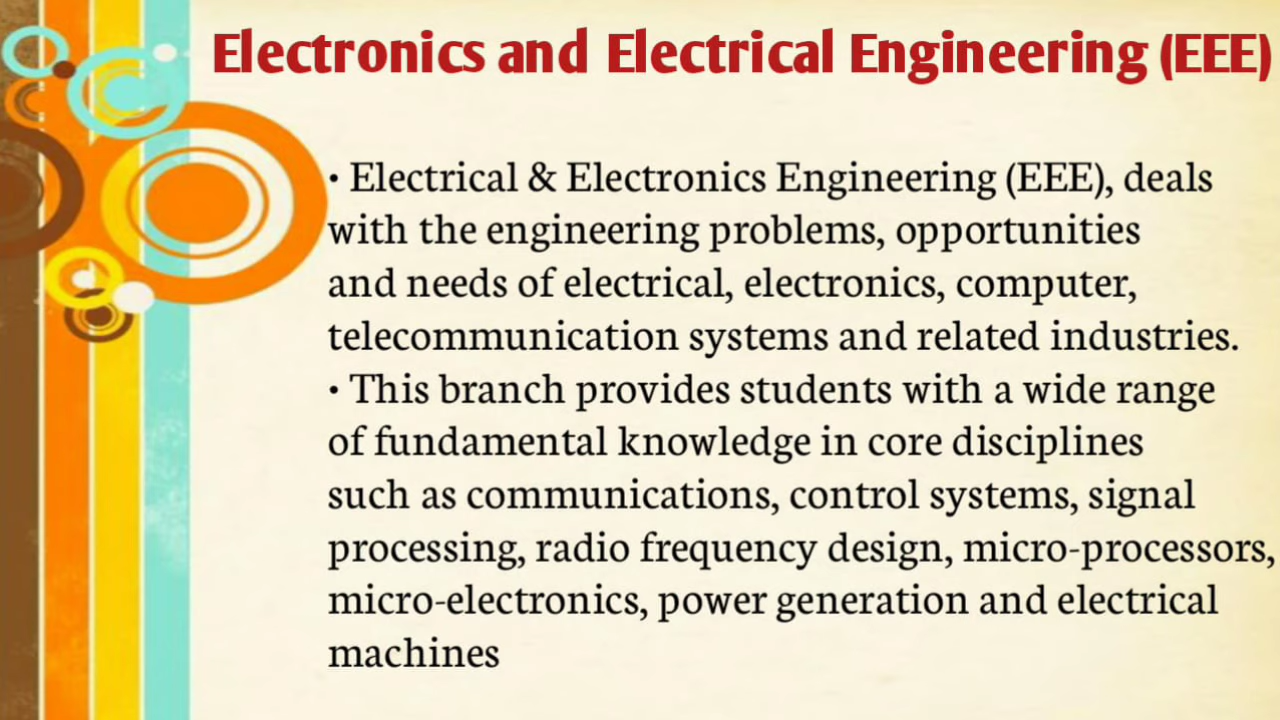 Electronics and Electrical Engineering (EEE)
• Electrical & Electronics Engineering (EEE), deals
with the engineering problems, opportunities
and needs of electrical, electronics, computer,
telecommunication systems and related industries.
• This branch provides students with a wide range
of fundamental knowledge in core disciplines
such as communications, control systems, signal
processing, radio frequency design, micro-processors,
micro-electronics, power generation and electrical
machines